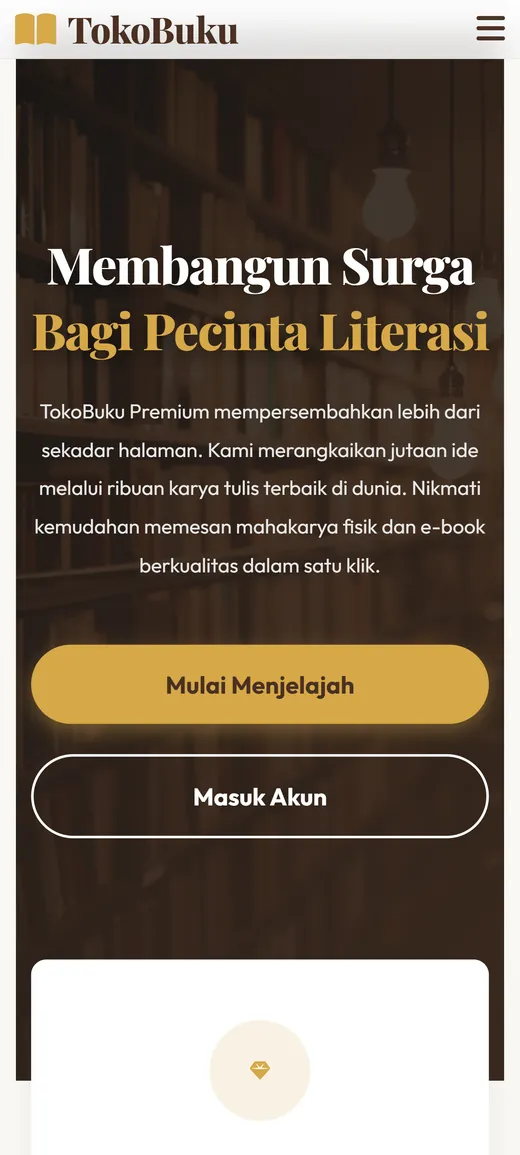 TokoBuku
Membangun Surga
Bagi Pecinta Literasi
TokoBuku Premium mempersembahkan lebih dari
sekadar halaman. Kami merangkaikan jutaan ide
melalui ribuan karya tulis terbaik di dunia. Nikmati
kemudahan memesan mahakarya fisik dan e-book
berkualitas dalam satu klik.
Mulai Menjelajah
Masuk Akun